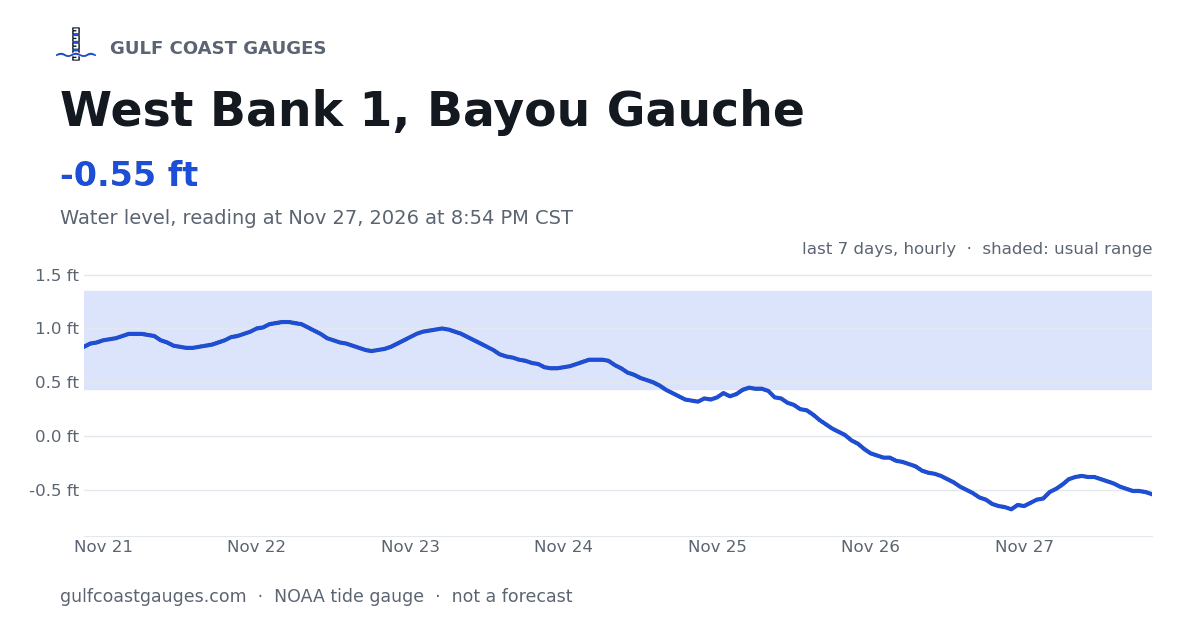 GULF COAST GAUGES
West Bank 1, Bayou Gauche
-0.55 ft
Water level, reading at Nov 27, 2026 at 8:54 PM CST
last 7 days, hourly · shaded: usual range
1.5 ft
1.0 ft
0.5 ft
0.0 ft
-0.5 ft
Nov 21 Nov 22 Nov 23 Nov 24 Nov 25 Nov 26 Nov 27
gulfcoastgauges.com · NOAA tide gauge · not a forecast